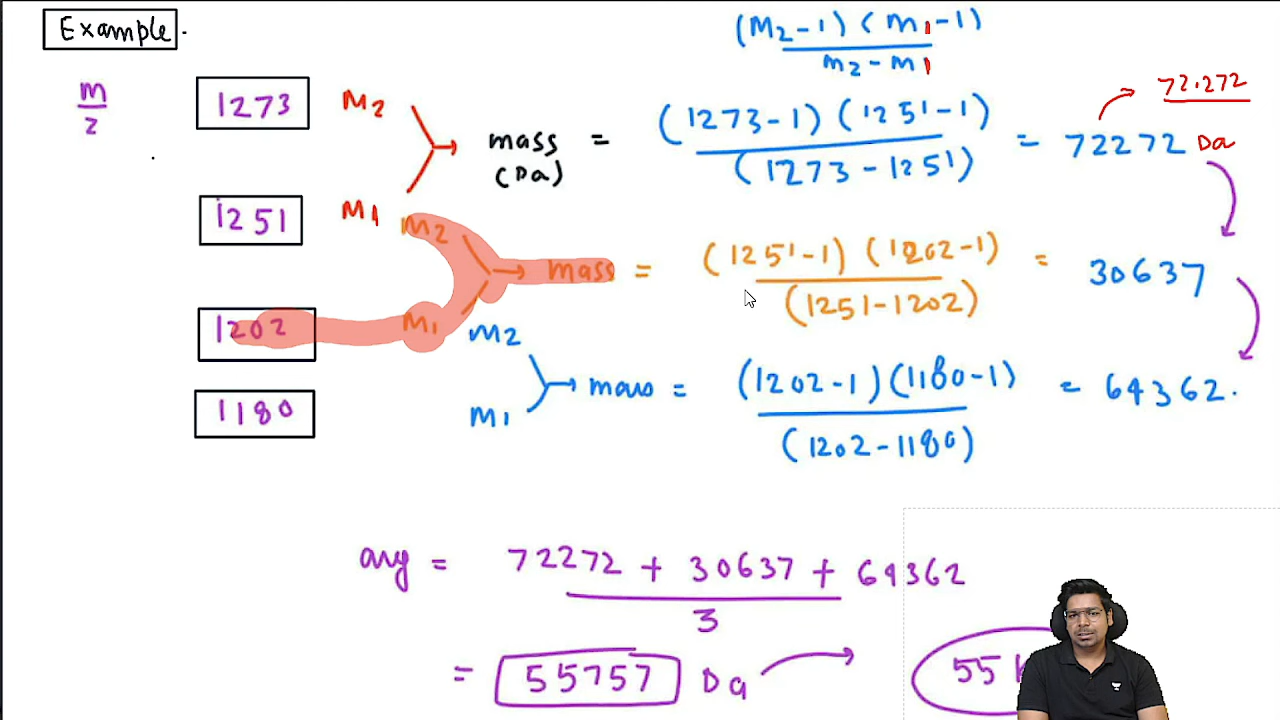 Example.
(M2-1) (m1-1)
m2-m1
m
z
1273
M2
mass
(Da)
=
(1273-1) (1251-1)
(1273-1251)
= 72272 Da
72.272
1251
M1
M2
mass =
(1251-1) (1202-1)
(1251-1202)
= 30637
1202
M1
M2
mass =
(1202-1) (1180-1)
(1202-1180)
= 64362.
1180
M1
avg = 72272 + 30637 + 64362
3
= 55757 Da
55